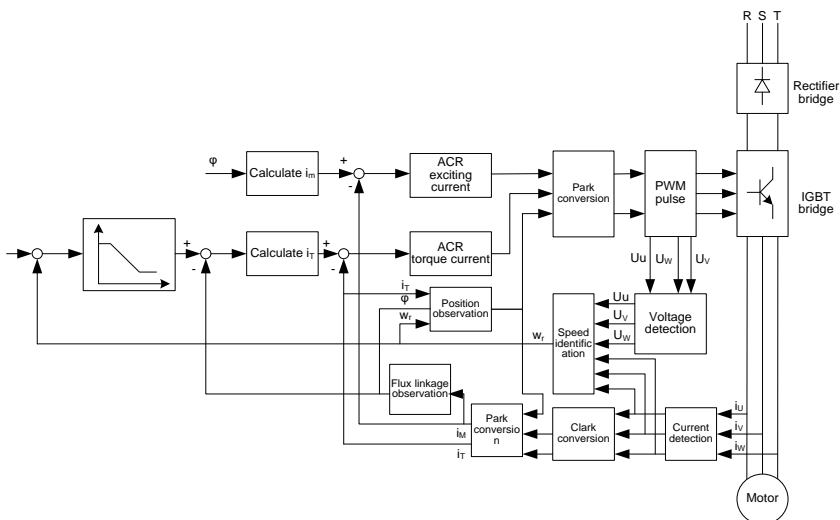 R S T
Rectifier
bridge
φ
Calculate im
+
-
ACR
exciting
current
Park
conversion
PWM
pulse
IGBT
bridge
+
-
Calculate iT
+
-
ACR
torque current
Uu UW UV
iT
φ
wr
Position
observation
wr
Speed
identific
ation
Uu
UV
UW
Voltage
detection
Flux linkage
observation
iM
iT
Park
conversio
n
Clark
conversion
Current
detection
iU
iV
iW
Motor